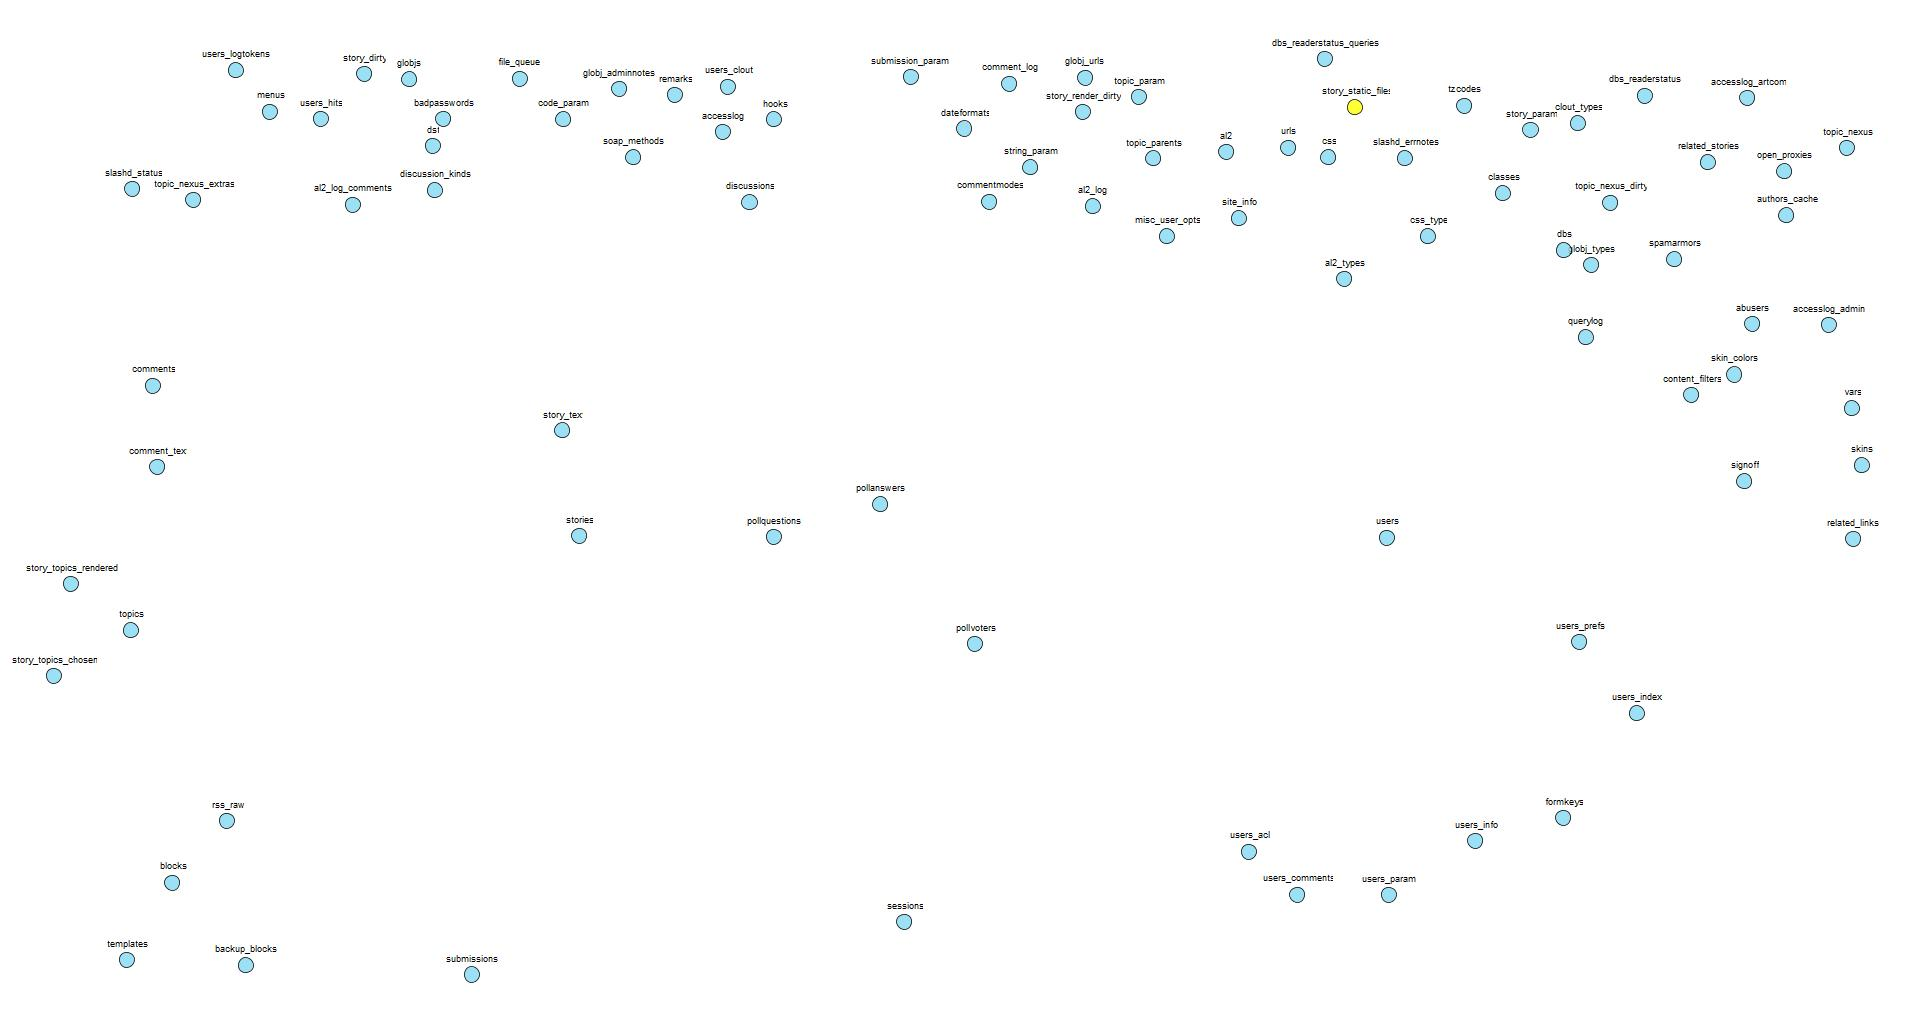 dbs_readerstatus_queries
users_logtokens
story_dirty
globjs
file_queue
globj_adminnotes
remarks
users_clout
submission_param
comment_log
globj_urls
topic_param
story_static_files
tzcodes
dbs_readerstatus
accesslog_artcom
menus
users_hits
badpasswords
code_param
accesslog
hooks
dateformats
story_render_dirty
story_param
clout_types
dst
soap_methods
string_param
topic_parents
al2
urls
css
slashd_errnotes
related_stories
open_proxies
topic_nexus
slashd_status
topic_nexus_extras
al2_log_comments
discussion_kinds
discussions
commentmodes
al2_log
classes
topic_nexus_dirty
authors_cache
misc_user_opts
site_info
css_type
dbs
globj_types
spamarmors
al2_types
querylog
abusers
accesslog_admin
comments
skin_colors
content_filters
vars
story_tex
comment_tex
skins
signoff
pollanswers
stories
pollquestions
users
related_links
story_topics_rendered
topics
pollvoters
users_prefs
story_topics_chosen
users_index
rss_raw
formkeys
users_acl
users_info
blocks
users_comments
users_param
sessions
templates
backup_blocks
submissions